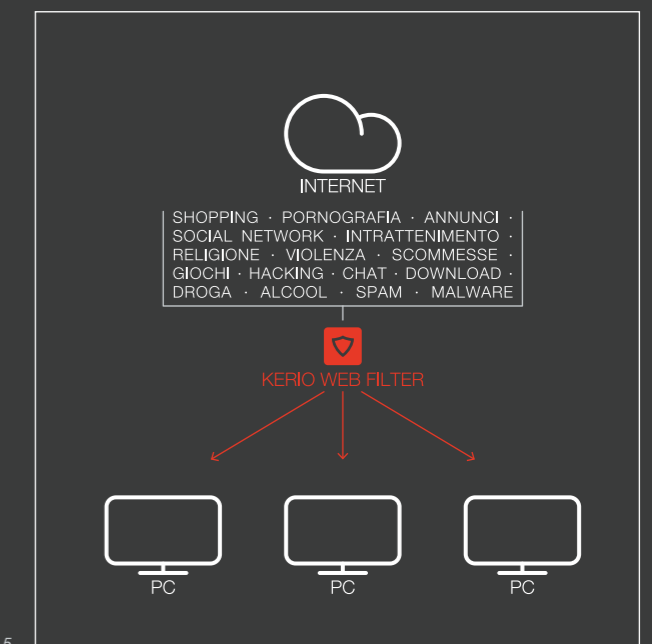 INTERNET
SHOPPING · PORNOGRAFIA · ANNUNCI ·
SOCIAL NETWORK · INTRATTENIMENTO ·
RELIGIONE · VIOLENZA · SCOMMESSE ·
GIOCHI · HACKING · CHAT · DOWNLOAD ·
DROGA · ALCOOL · SPAM · MALWARE
KERIO WEB FILTER
PC PC PC
5